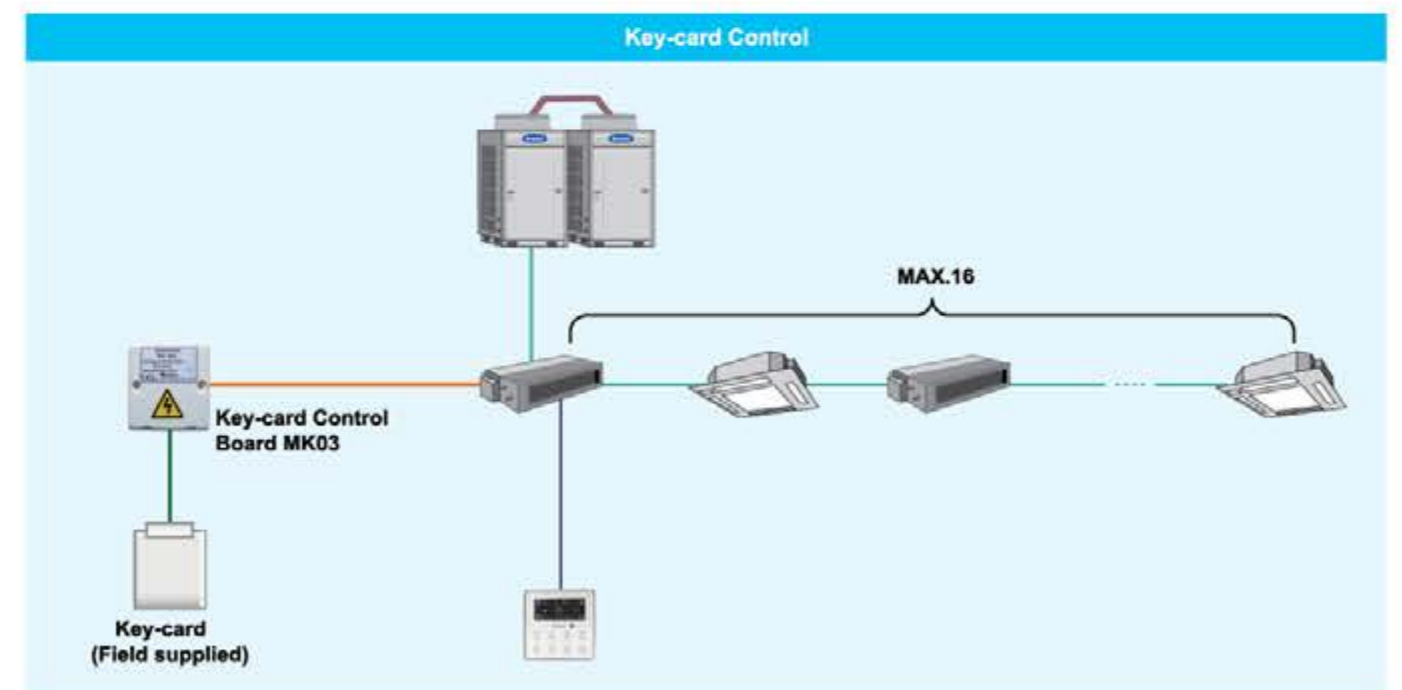 Key-card Control
MAX.16
Key-card Control
Board MK03
Key-card
(Field supplied)